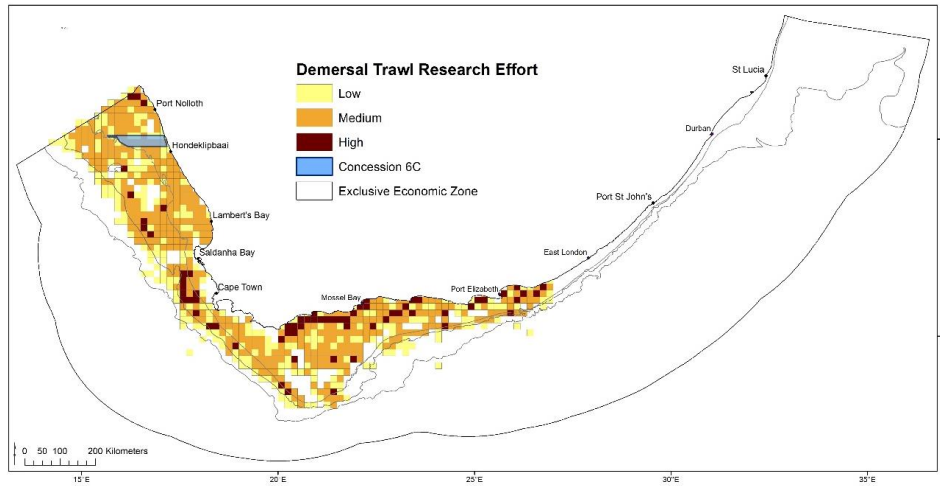 Demersal Trawl Research Effort
Low
Medium
High
Concession 6C
Exclusive Economic Zone
St Lucia
Port Nolloth
Durban
Hondeklipbaai
Port St John's
Lambert's Bay
Saldanha Bay
East London
Cape Town
Port Elizabeth
Mossel Bay
0 50 100 200 Kilometers
15°E 20°E 25°E 30°E 35°E